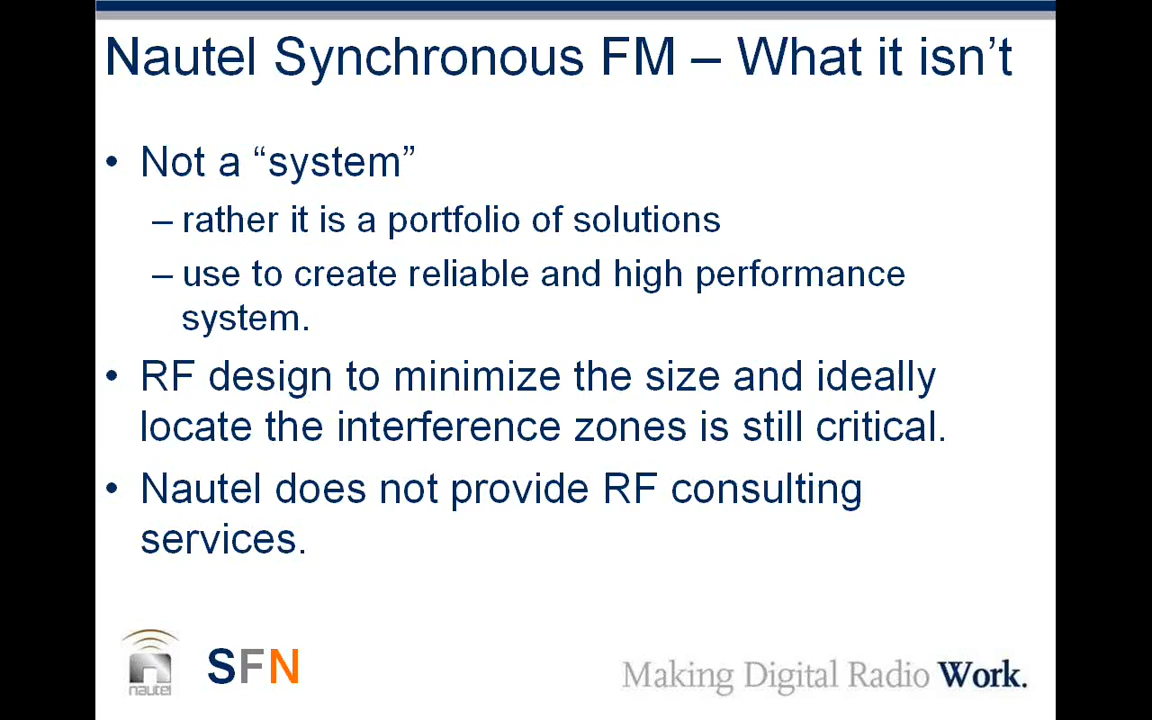 Nautel Synchronous FM – What it isn’t
• Not a “system”
– rather it is a portfolio of solutions
– use to create reliable and high performance
system.
• RF design to minimize the size and ideally
locate the interference zones is still critical.
• Nautel does not provide RF consulting
services.
nautel
SFN
Making Digital Radio Work.